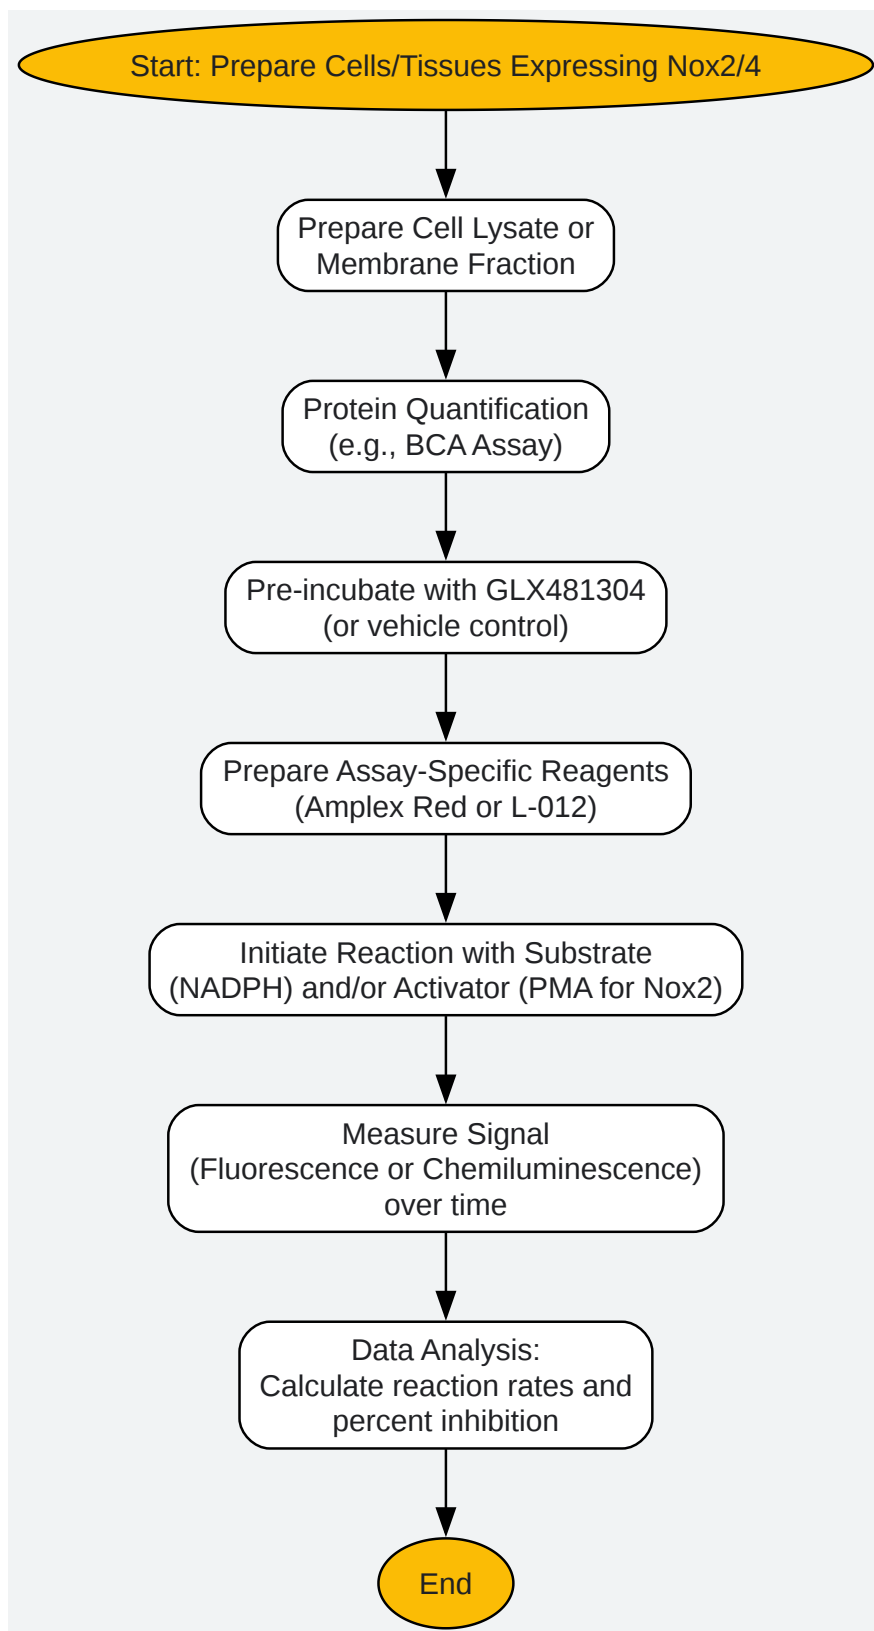 Start: Prepare Cells/Tissues Expressing Nox2/4
Prepare Cell Lysate or
Membrane Fraction
Protein Quantification
(e.g., BCA Assay)
Pre-incubate with GLX481304
(or vehicle control)
Prepare Assay-Specific Reagents
(Amplex Red or L-012)
Initiate Reaction with Substrate
(NADPH) and/or Activator (PMA for Nox2)
Measure Signal
(Fluorescence or Chemiluminescence)
over time
Data Analysis:
Calculate reaction rates and
percent inhibition
End